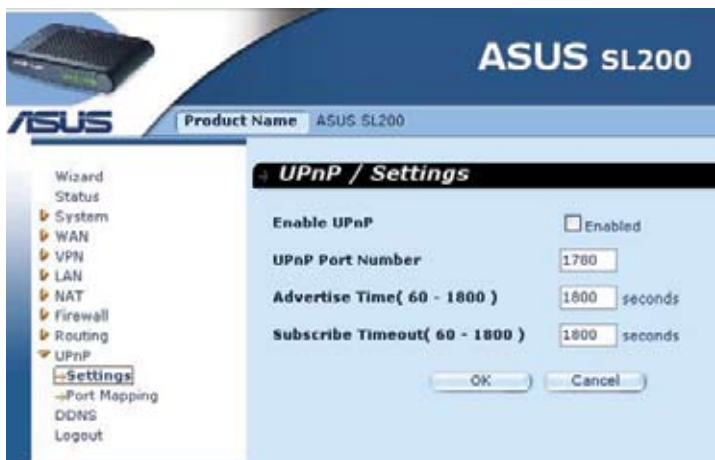 ASUS SL200
ASUS
Product Name ASUS SL200
Wizard
Status
System
WAN
VPN
LAN
NAT
Firewall
Routing
UPnP
Settings
Port Mapping
DDNS
Logout
UPnP / Settings
Enable UPnP Enabled
UPnP Port Number 1780
Advertise Time( 60 - 1800 ) 1800 seconds
Subscribe Timeout( 60 - 1800 ) 1800 seconds
OK Cancel